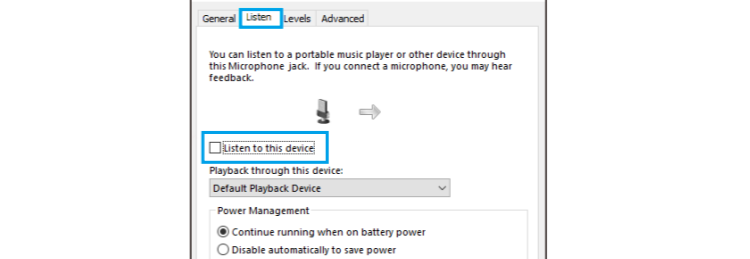 General Listen Levels Advanced
You can listen to a portable music player or other device through
this Microphone jack. If you connect a microphone, you may hear
feedback.
Listen to this device
Playback through this device:
Default Playback Device
Power Management
Continue running when on battery power
Disable automatically to save power